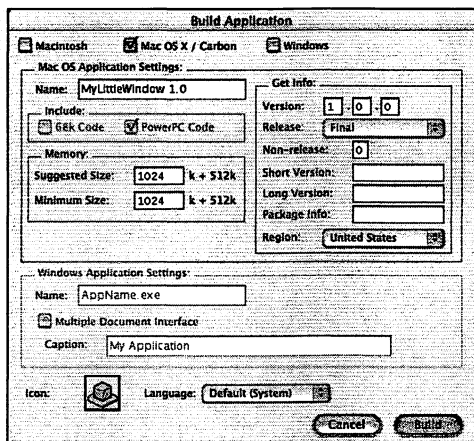 Build Application
Macintosh Mac OS X / Carbon Windows
Mac OS Application Settings:
Name: MyLittleWindow 1.0
Include:
68k Code PowerPC Code
Memory:
Suggested Size: 1024 k + 512k
Minimum Size: 1024 k + 512k
Get Info:
Version: 1 . 0 . 0
Release: Final
Non-release: 0
Short Version:
Long Version:
Package Info:
Region: United States
Windows Application Settings:
Name: AppName.exe
Multiple Document Interface
Caption: My Application
Icon: Language: Default (System)
Cancel Build